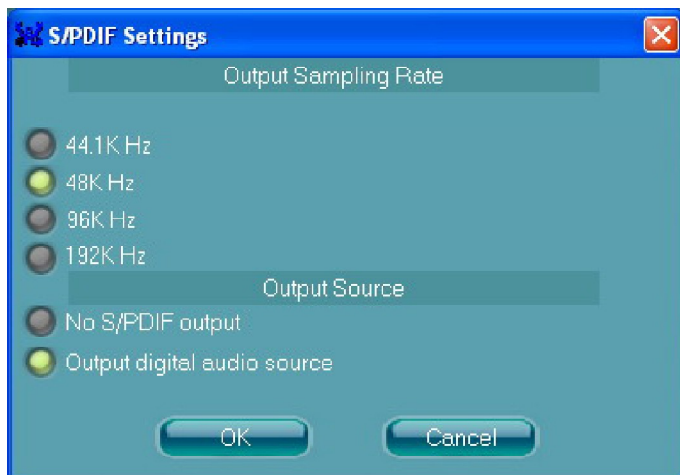 S/PDIF Settings
Output Sampling Rate
44.1K Hz
48K Hz
96K Hz
192K Hz
Output Source
No S/PDIF output
Output digital audio source
OK
Cancel